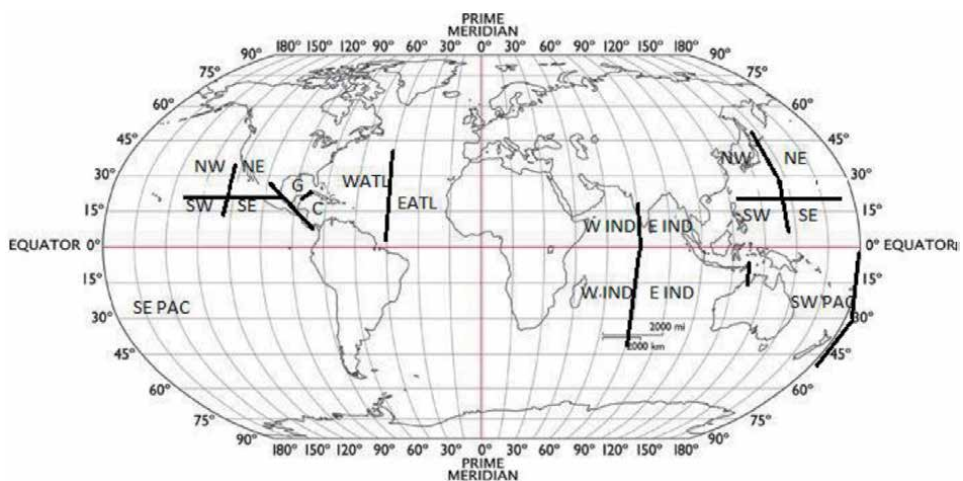 PRIME
MERIDIAN
90° 180° 150° 120° 90° 60° 30° 0° 30° 60° 90° 120° 150° 180° 90°
75° 75°
60° 60°
45° 45°
NW NE NW NE
30° G WATL 30°
SW SE C EATL SW SE
15° 15°
W IND E IND
EQUATOR 0° 0° EQUATOR
15° 15°
W IND E IND
SE PAC SW PAC
30° 30°
2000 mi
2000 km
45° 45°
60° 60°
75° 75°
90° 180° 150° 120° 90° 60° 30° 0° 30° 60° 90° 120° 150° 180° 90°
PRIME
MERIDIAN